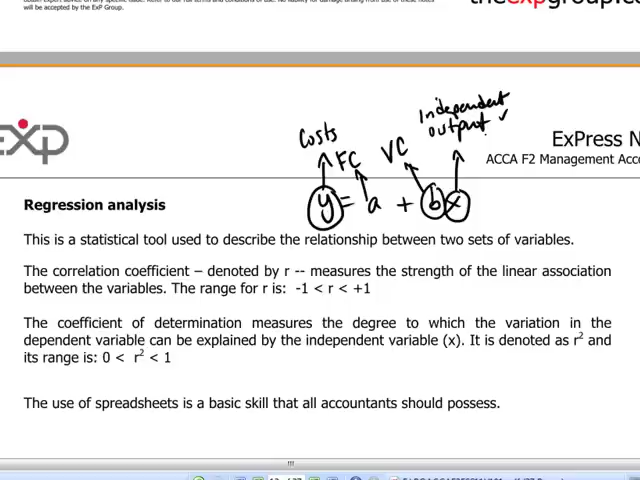 will be accepted by the ExP Group.
theexpgroup.co
Independent
output ✓
Costs
FC
VC
y = a + bx
exp
ExPress N
ACCA F2 Management Acco
Regression analysis
This is a statistical tool used to describe the relationship between two sets of variables.
The correlation coefficient – denoted by r -- measures the strength of the linear association
between the variables. The range for r is: -1 < r < +1
The coefficient of determination measures the degree to which the variation in the
dependent variable can be explained by the independent variable (x). It is denoted as r² and
its range is: 0 < r² < 1
The use of spreadsheets is a basic skill that all accountants should possess.
!!!